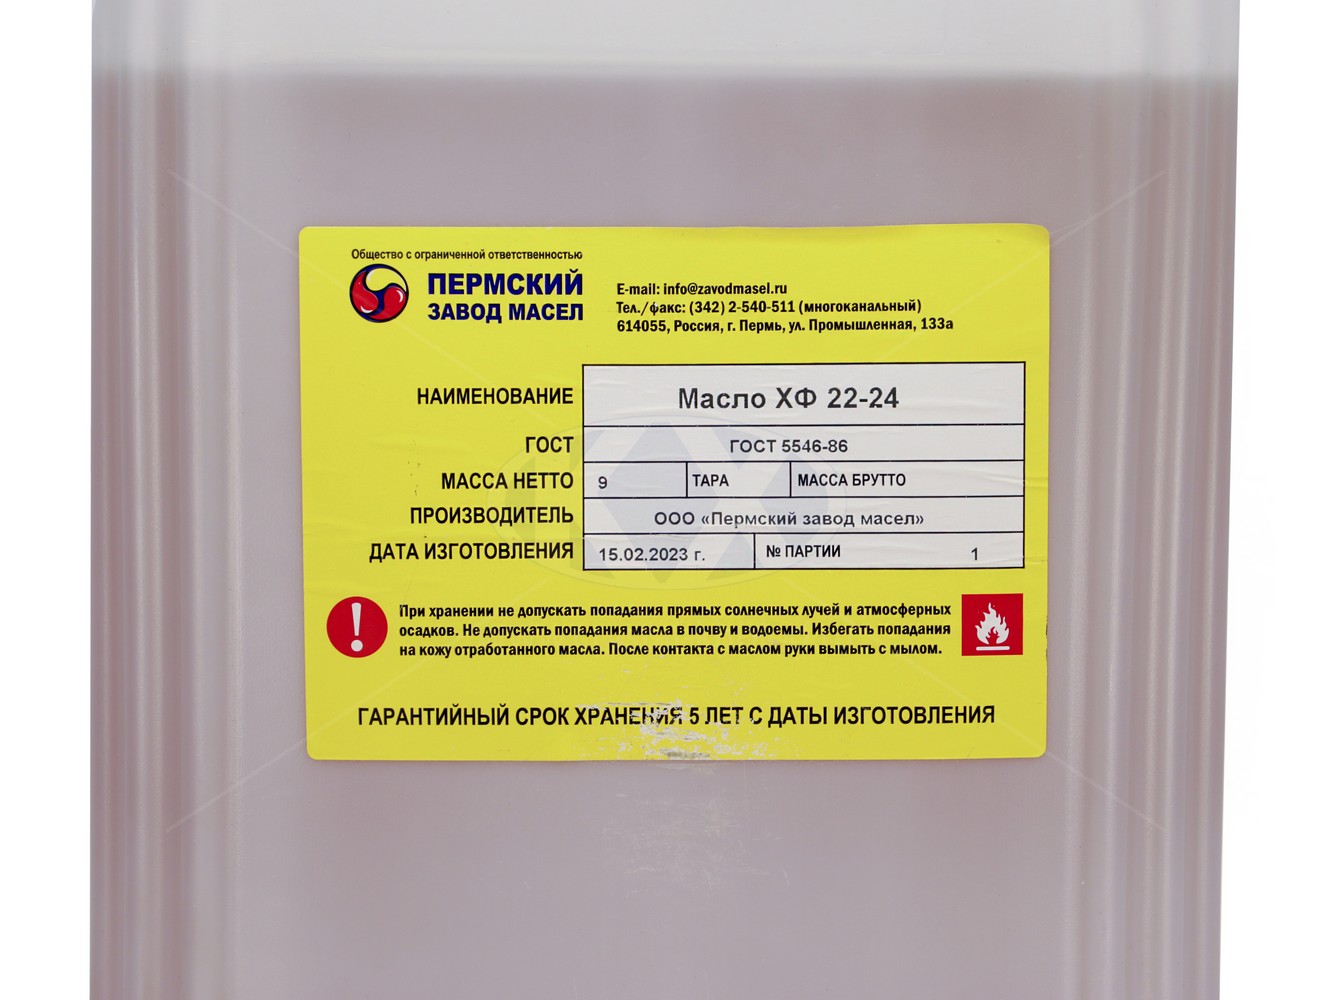 Общество с ограниченной ответственностью
ПЕРМСКИЙ
ЗАВОД МАСЕЛ
E-mail: info@zavodmasel.ru
Тел./факс: (342) 2-540-511 (многоканальный)
614055, Россия, г. Пермь, ул. Промышленная, 133а
НАИМЕНОВАНИЕ Масло ХФ 22-24
ГОСТ ГОСТ 5546-86
МАССА НЕТТО 9 ТАРА МАССА БРУТТО
ПРОИЗВОДИТЕЛЬ ООО «Пермский завод масел»
ДАТА ИЗГОТОВЛЕНИЯ 15.02.2023 г. № ПАРТИИ 1
При хранении не допускать попадания прямых солнечных лучей и атмосферных
осадков. Не допускать попадания масла в почву и водоемы. Избегать попадания
на кожу отработанного масла. После контакта с маслом руки вымыть с мылом.
ГАРАНТИЙНЫЙ СРОК ХРАНЕНИЯ 5 ЛЕТ С ДАТЫ ИЗГОТОВЛЕНИЯ